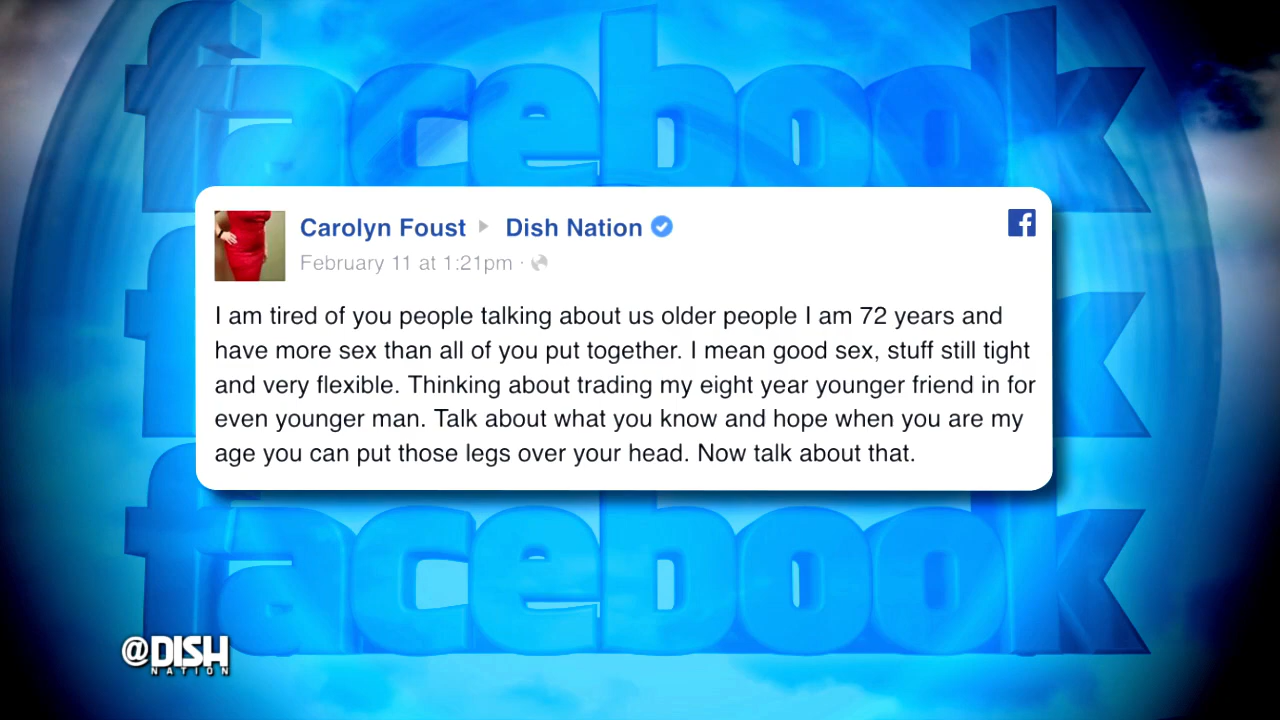 facebook
Carolyn Foust Dish Nation
February 11 at 1:21pm ·
I am tired of you people talking about us older people I am 72 years and
have more sex than all of you put together. I mean good sex, stuff still tight
and very flexible. Thinking about trading my eight year younger friend in for
even younger man. Talk about what you know and hope when you are my
age you can put those legs over your head. Now talk about that.
facebook
@DISH
NATION